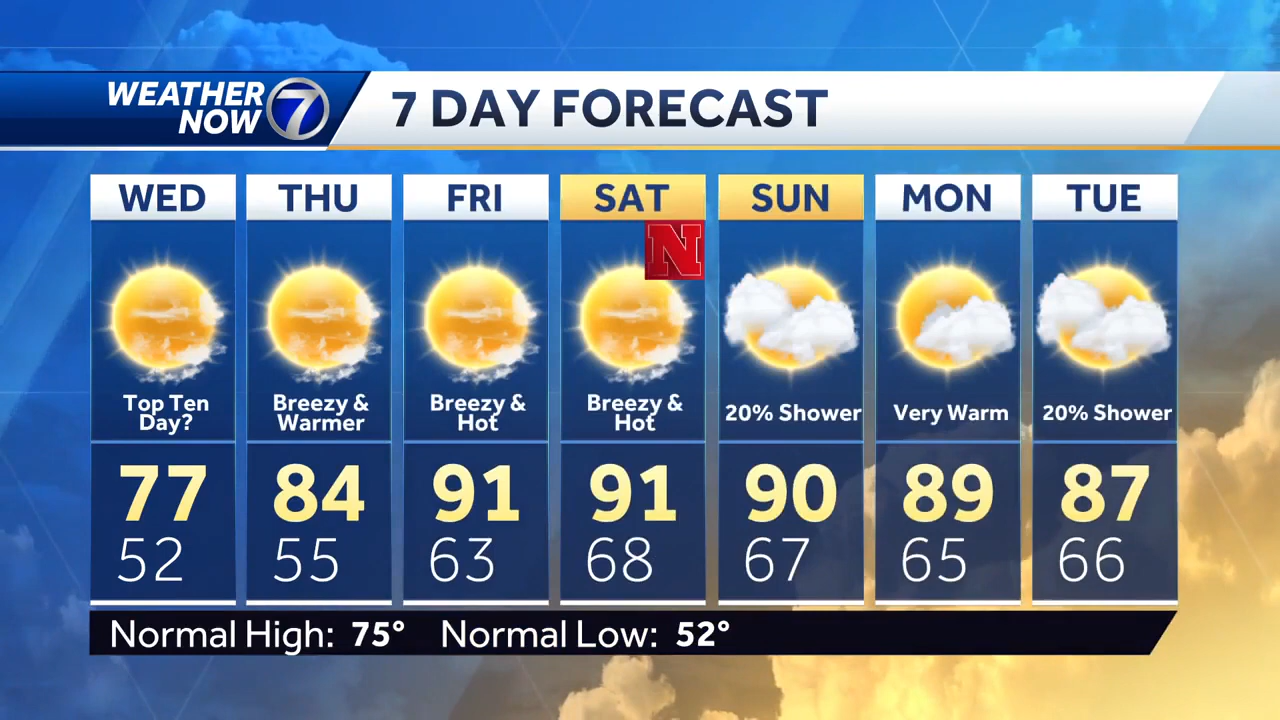 WEATHER
NOW 7
7 DAY FORECAST
WED THU FRI SAT SUN MON TUE
N
Top Ten
Day?
Breezy &
Warmer
Breezy &
Hot
Breezy &
Hot
20% Shower
Very Warm
20% Shower
77 84 91 91 90 89 87
52 55 63 68 67 65 66
Normal High: 75° Normal Low: 52°